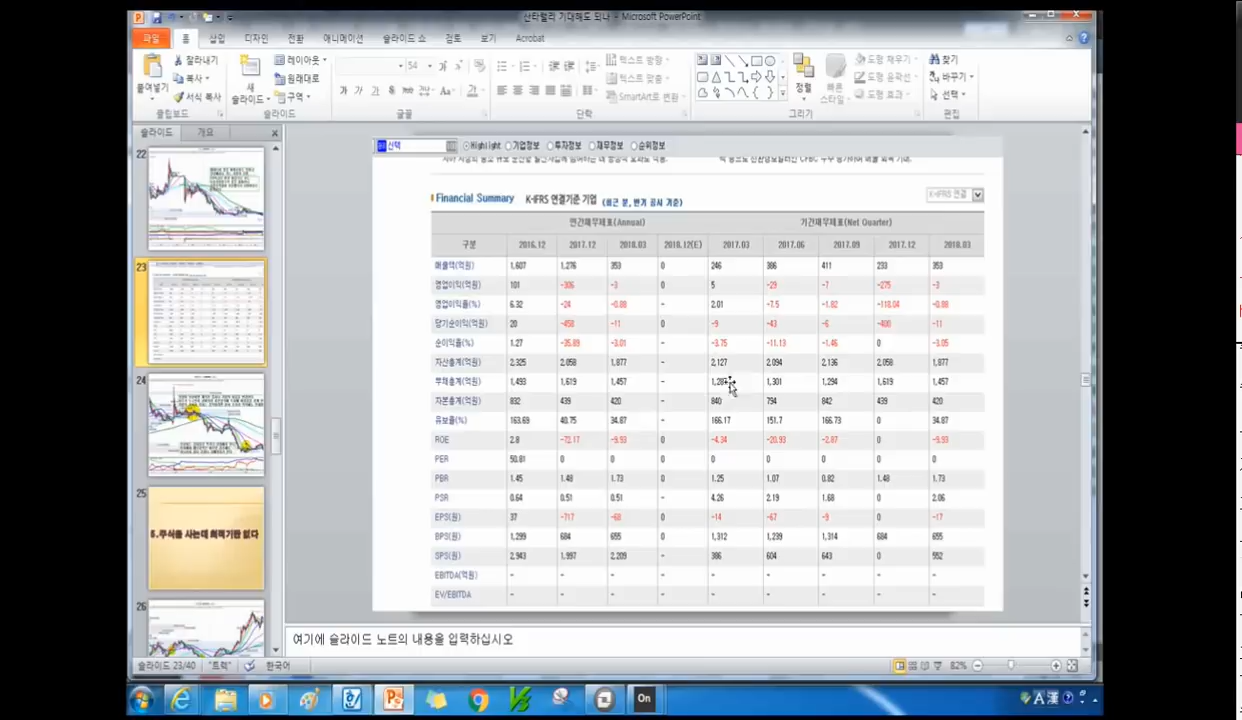 산타랠리 기대해도 되나 - Microsoft PowerPoint
파일 홈 삽입 디자인 전환 애니메이션 슬라이드 쇼 검토 보기 Acrobat
붙여넣기 잘라내기 복사 서식 복사 클립보드
새 슬라이드 레이아웃 원래대로 구역 슬라이드
54 가 가 가 글꼴
텍스트 방향 텍스트 맞춤 SmartArt로 변환 단락
정렬 빠른 스타일 도형 채우기 도형 윤곽선 도형 효과 그리기
찾기 바꾸기 선택 편집
슬라이드 개요
22
23
24
25
5.주식을 사는데 회력기만 없다
26
선택 Highlight 기업정보 투자정보 재무정보 순위정보
Financial Summary K-IFRS 연결기준 기업 (최근 분, 반기 공시 기준) K-IFRS 연결
연간재무제표(Annual) 기간재무제표(Net Quarter)
구분 2016.12 2017.12 2018.03 2018.12(E) 2017.03 2017.06 2017.09 2017.12 2018.03
매출액(억원) 1,607 1,276 353 0 246 386 411 233 353
영업이익(억원) 101 -306 -3 0 5 -29 -7 -275 -3
영업이익률(%) 6.32 -24 -0.88 - 2.01 -7.5 -1.82 -118.04 -0.88
당기순이익(억원) 20 -458 -11 0 -9 -43 -6 -400 -11
순이익률(%) 1.27 -35.89 -3.01 - -3.75 -11.13 -1.46 0 -3.05
자산총계(억원) 2,325 2,058 1,877 - 2,127 2,094 2,136 2,058 1,877
부채총계(억원) 1,493 1,619 1,457 - 1,287 1,301 1,294 1,619 1,457
자본총계(억원) 832 439 420 - 840 794 842 439 420
유보율(%) 163.69 40.75 34.87 - 166.17 151.7 166.73 0 34.87
ROE 2.8 -72.17 -9.93 - -4.34 -20.93 -2.87 0 -9.93
PER 50.81 0 0 0 0 0 0 0 0
PBR 1.45 1.48 1.73 - 1.25 1.07 0.82 1.48 1.73
PSR 0.64 0.51 0.51 - 4.26 2.19 1.68 0 2.06
EPS(원) 37 -717 -68 0 -14 -67 -9 0 -17
BPS(원) 1,299 684 655 0 1,312 1,239 1,314 684 655
SPS(원) 2,943 1,997 2,209 - 386 604 643 0 552
EBITDA(억원) - - - - - - - - -
EV/EBITDA - - - - - - - - -
여기에 슬라이드 노트의 내용을 입력하십시오
슬라이드 23/40 "트랙" 한국어 82%
On A 漢